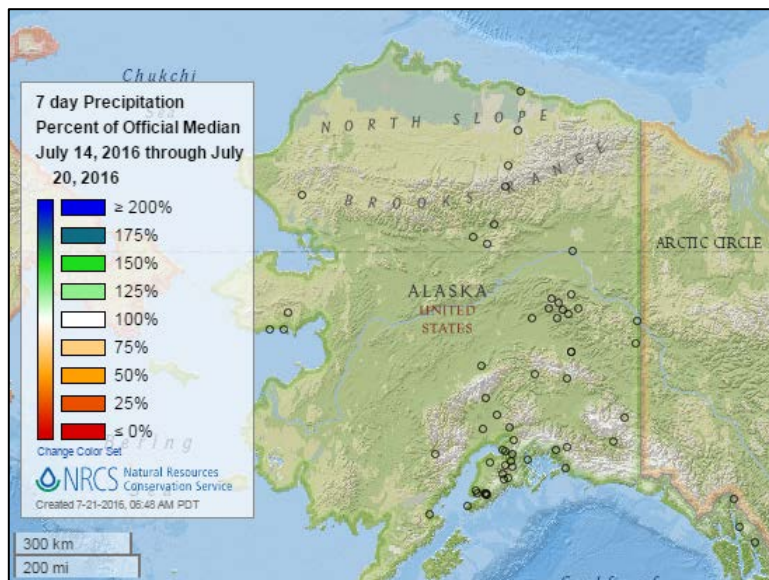 Chukchi
Sea
7 day Precipitation
Percent of Official Median
July 14, 2016 through July
20, 2016
≥ 200%
175%
150%
125%
100%
75%
50%
25%
≤ 0%
Change Color Set
NRCS Natural Resources
Conservation Service
Created 7-21-2016, 06:46 AM PDT
Bering
Sea
300 km
200 mi
NORTH SLOPE
BROOKS RANGE
ARCTIC CIRCLE
ALASKA
UNITED
STATES